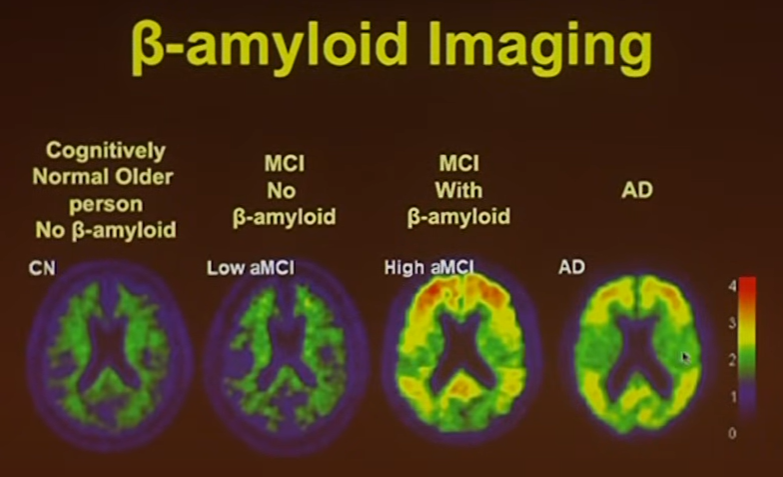 β-amyloid Imaging
Cognitively
Normal Older
person
No β-amyloid
MCI
No
β-amyloid
MCI
With
β-amyloid
AD
CN
Low aMCI
High aMCI
AD
4
3
2
1
0